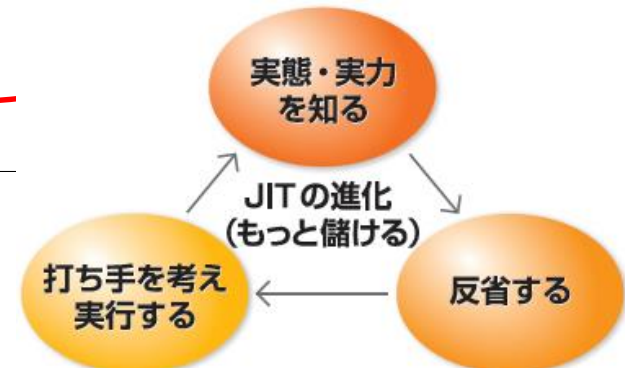 実態・実力
を知る
JITの進化
(もっと儲ける)
打ち手を考え
実行する
反省する